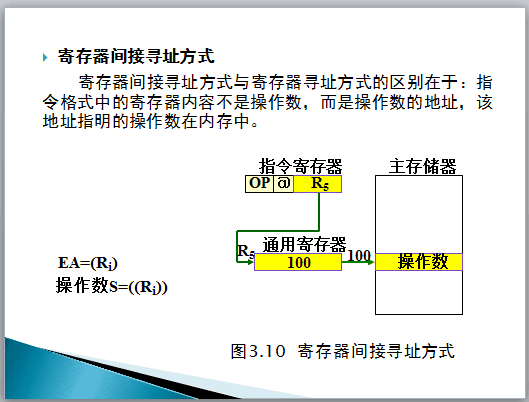 寄存器间接寻址方式
寄存器间接寻址方式与寄存器寻址方式的区别在于：指
令格式中的寄存器内容不是操作数，而是操作数的地址，该
地址指明的操作数在内存中。
指令寄存器
主存储器
OP @ R5
R5
通用寄存器
100
100
操作数
EA=(Ri)
操作数S=((Ri))
图3.10 寄存器间接寻址方式